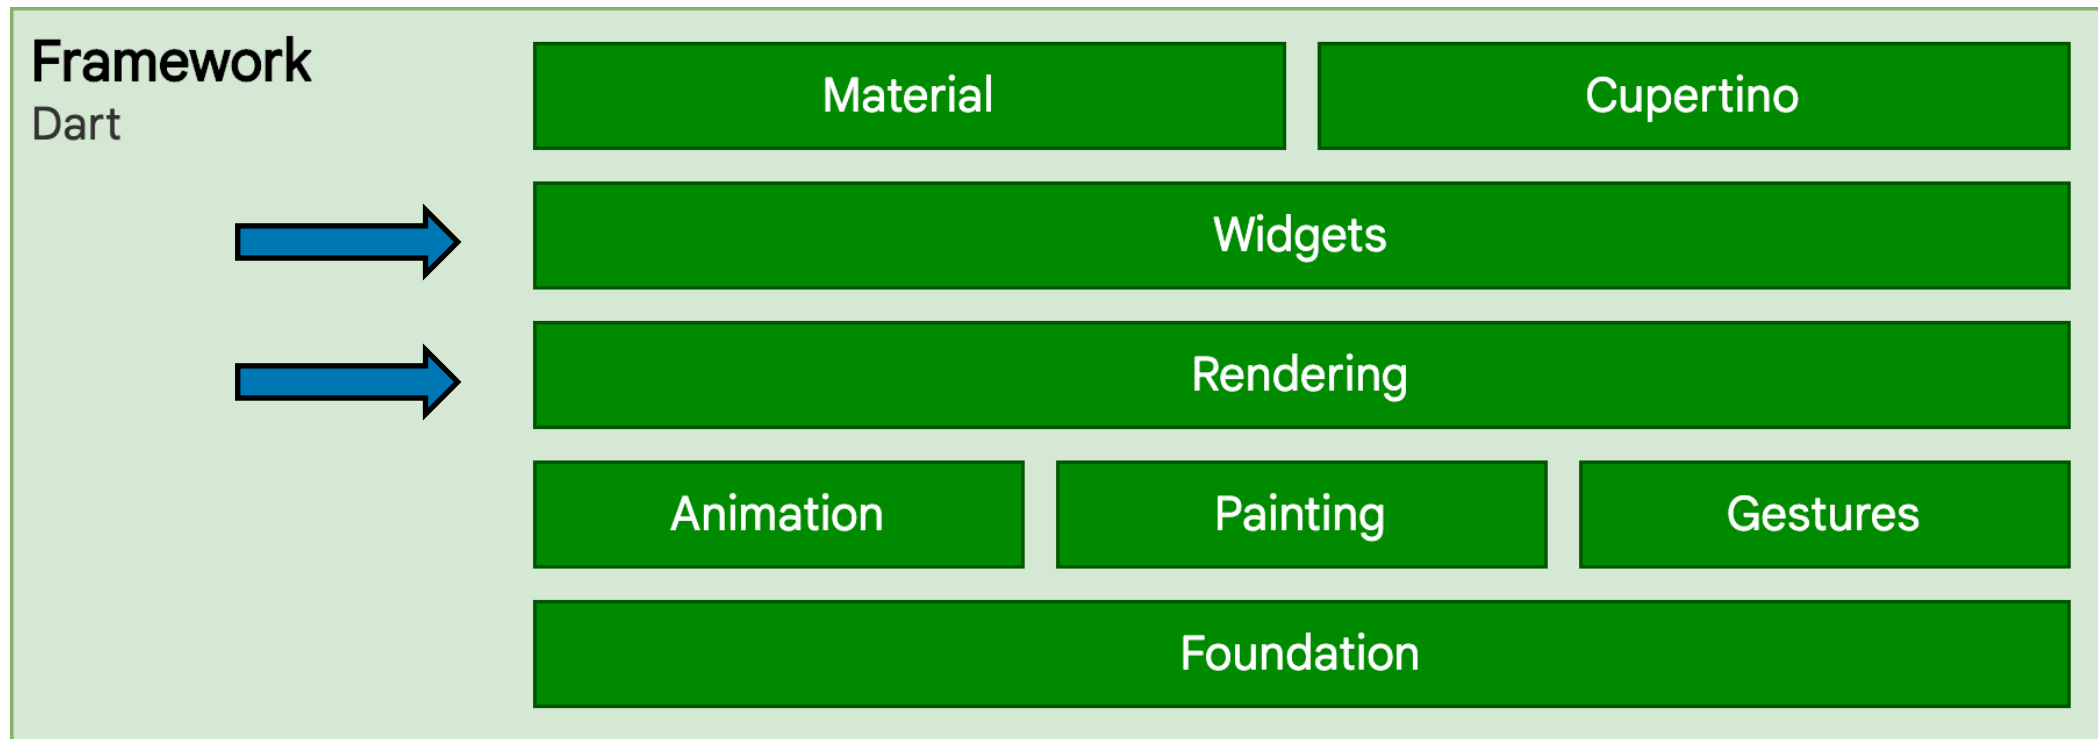 Framework
Dart
Material
Cupertino
Widgets
Rendering
Animation
Painting
Gestures
Foundation